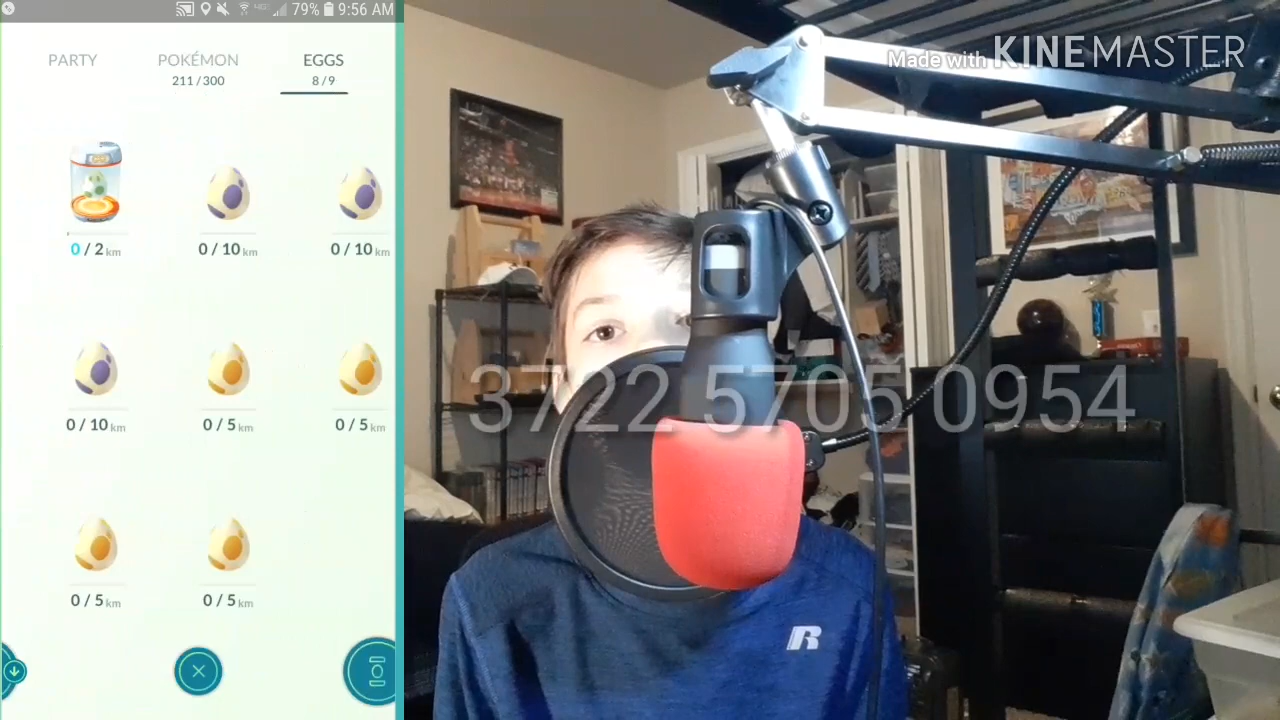 79% 9:56 AM
PARTY POKÉMON EGGS
211/300 8/9
0 / 2 km 0 / 10 km 0 / 10 km
0 / 10 km 0 / 5 km 0 / 5 km
0 / 5 km 0 / 5 km
Made with KINEMASTER
3722 5705 0954
R